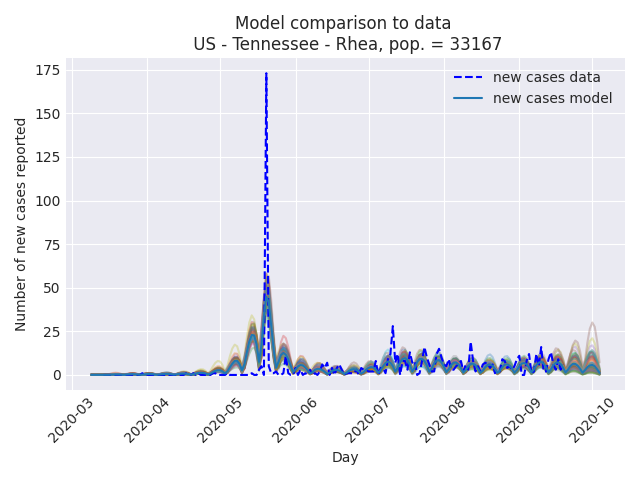 Model comparison to data
US - Tennessee - Rhea, pop. = 33167
new cases data
new cases model
Number of new cases reported
175
150
125
100
75
50
25
0
2020-03
2020-04
2020-05
2020-06
2020-07
2020-08
2020-09
2020-10
Day